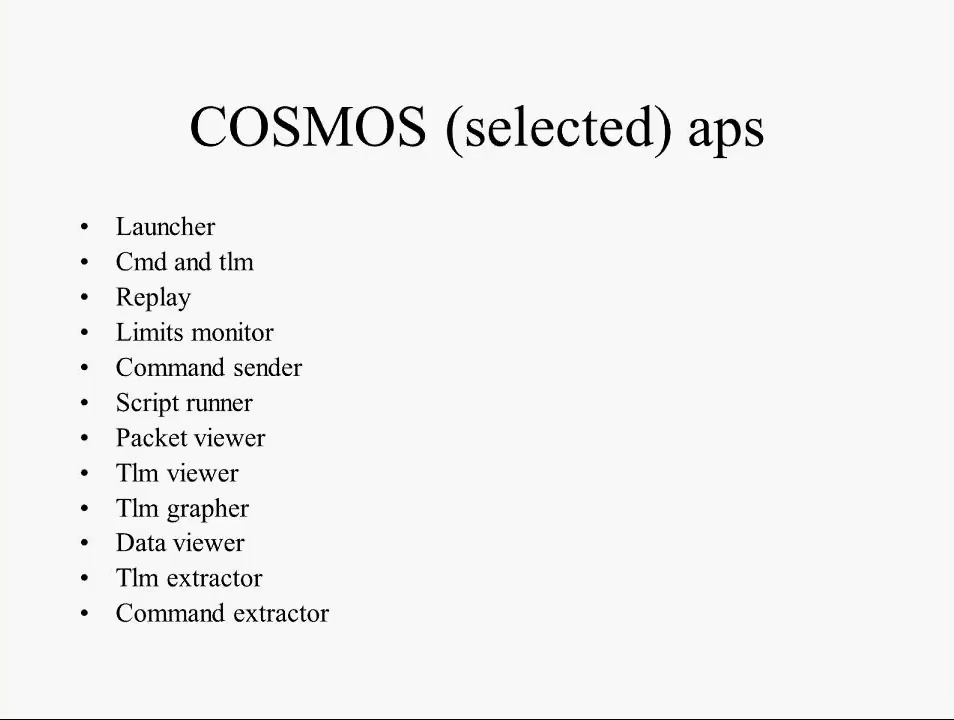 COSMOS (selected) aps
• Launcher
• Cmd and tlm
• Replay
• Limits monitor
• Command sender
• Script runner
• Packet viewer
• Tlm viewer
• Tlm grapher
• Data viewer
• Tlm extractor
• Command extractor